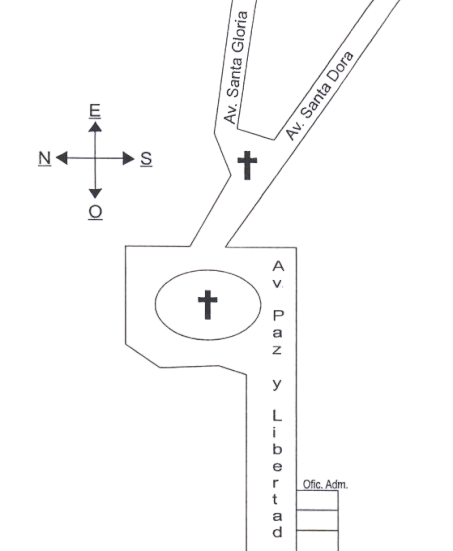 Av. Santa Gloria
Av. Santa Dora
E
N
S
O
Av. Paz y Libertad
Ofic. Adm.